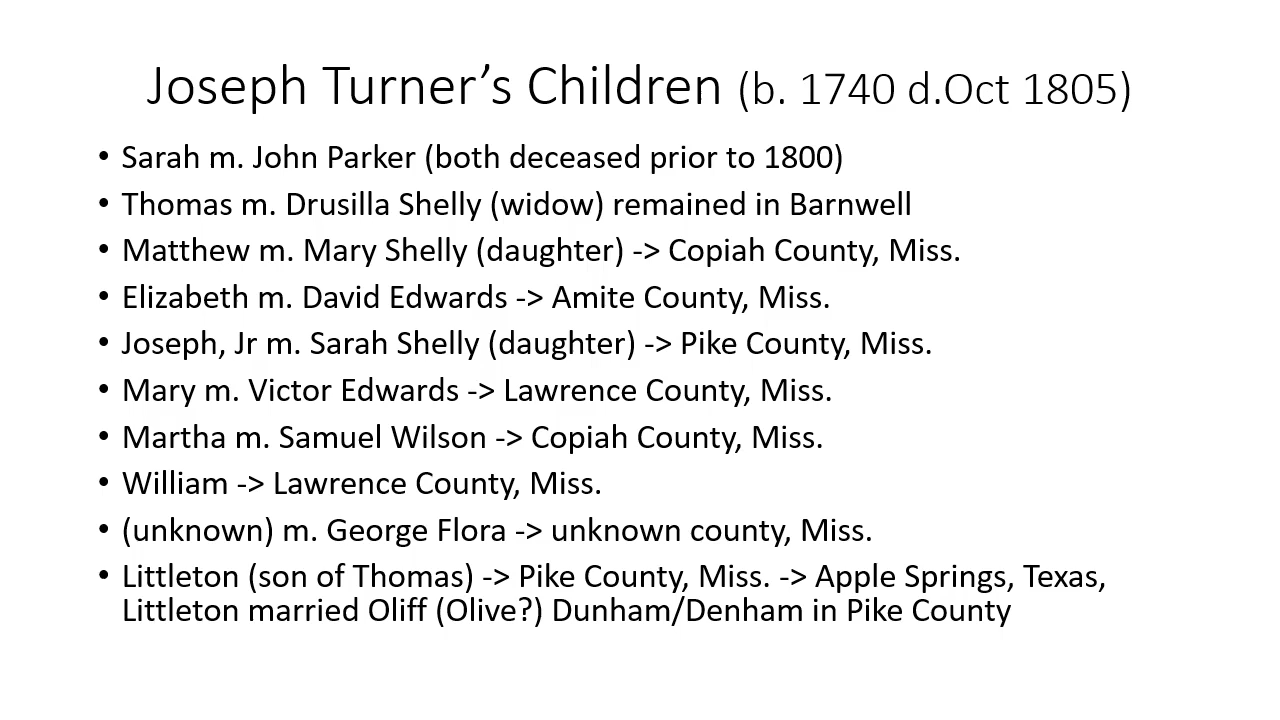 Joseph Turner’s Children (b. 1740 d.Oct 1805)
• Sarah m. John Parker (both deceased prior to 1800)
• Thomas m. Drusilla Shelly (widow) remained in Barnwell
• Matthew m. Mary Shelly (daughter) -> Copiah County, Miss.
• Elizabeth m. David Edwards -> Amite County, Miss.
• Joseph, Jr m. Sarah Shelly (daughter) -> Pike County, Miss.
• Mary m. Victor Edwards -> Lawrence County, Miss.
• Martha m. Samuel Wilson -> Copiah County, Miss.
• William -> Lawrence County, Miss.
• (unknown) m. George Flora -> unknown county, Miss.
• Littleton (son of Thomas) -> Pike County, Miss. -> Apple Springs, Texas,
Littleton married Oliff (Olive?) Dunham/Denham in Pike County